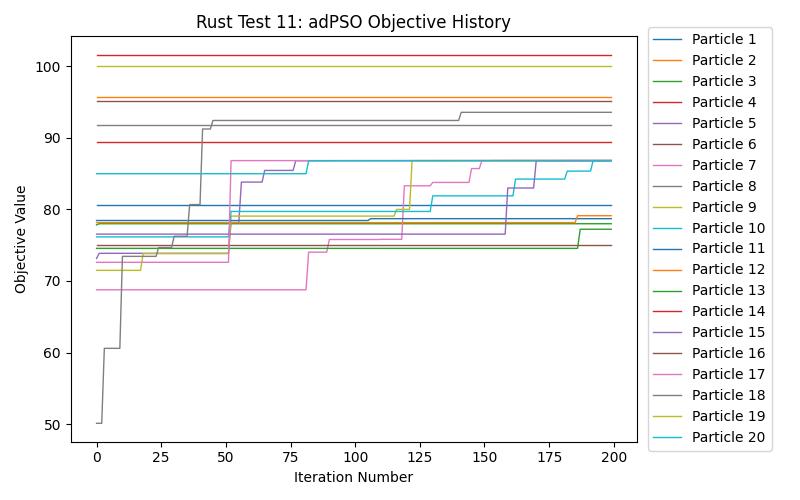 Rust Test 11: adPSO Objective History
Objective Value
100
90
80
70
60
50
0 25 50 75 100 125 150 175 200
Iteration Number
Particle 1
Particle 2
Particle 3
Particle 4
Particle 5
Particle 6
Particle 7
Particle 8
Particle 9
Particle 10
Particle 11
Particle 12
Particle 13
Particle 14
Particle 15
Particle 16
Particle 17
Particle 18
Particle 19
Particle 20